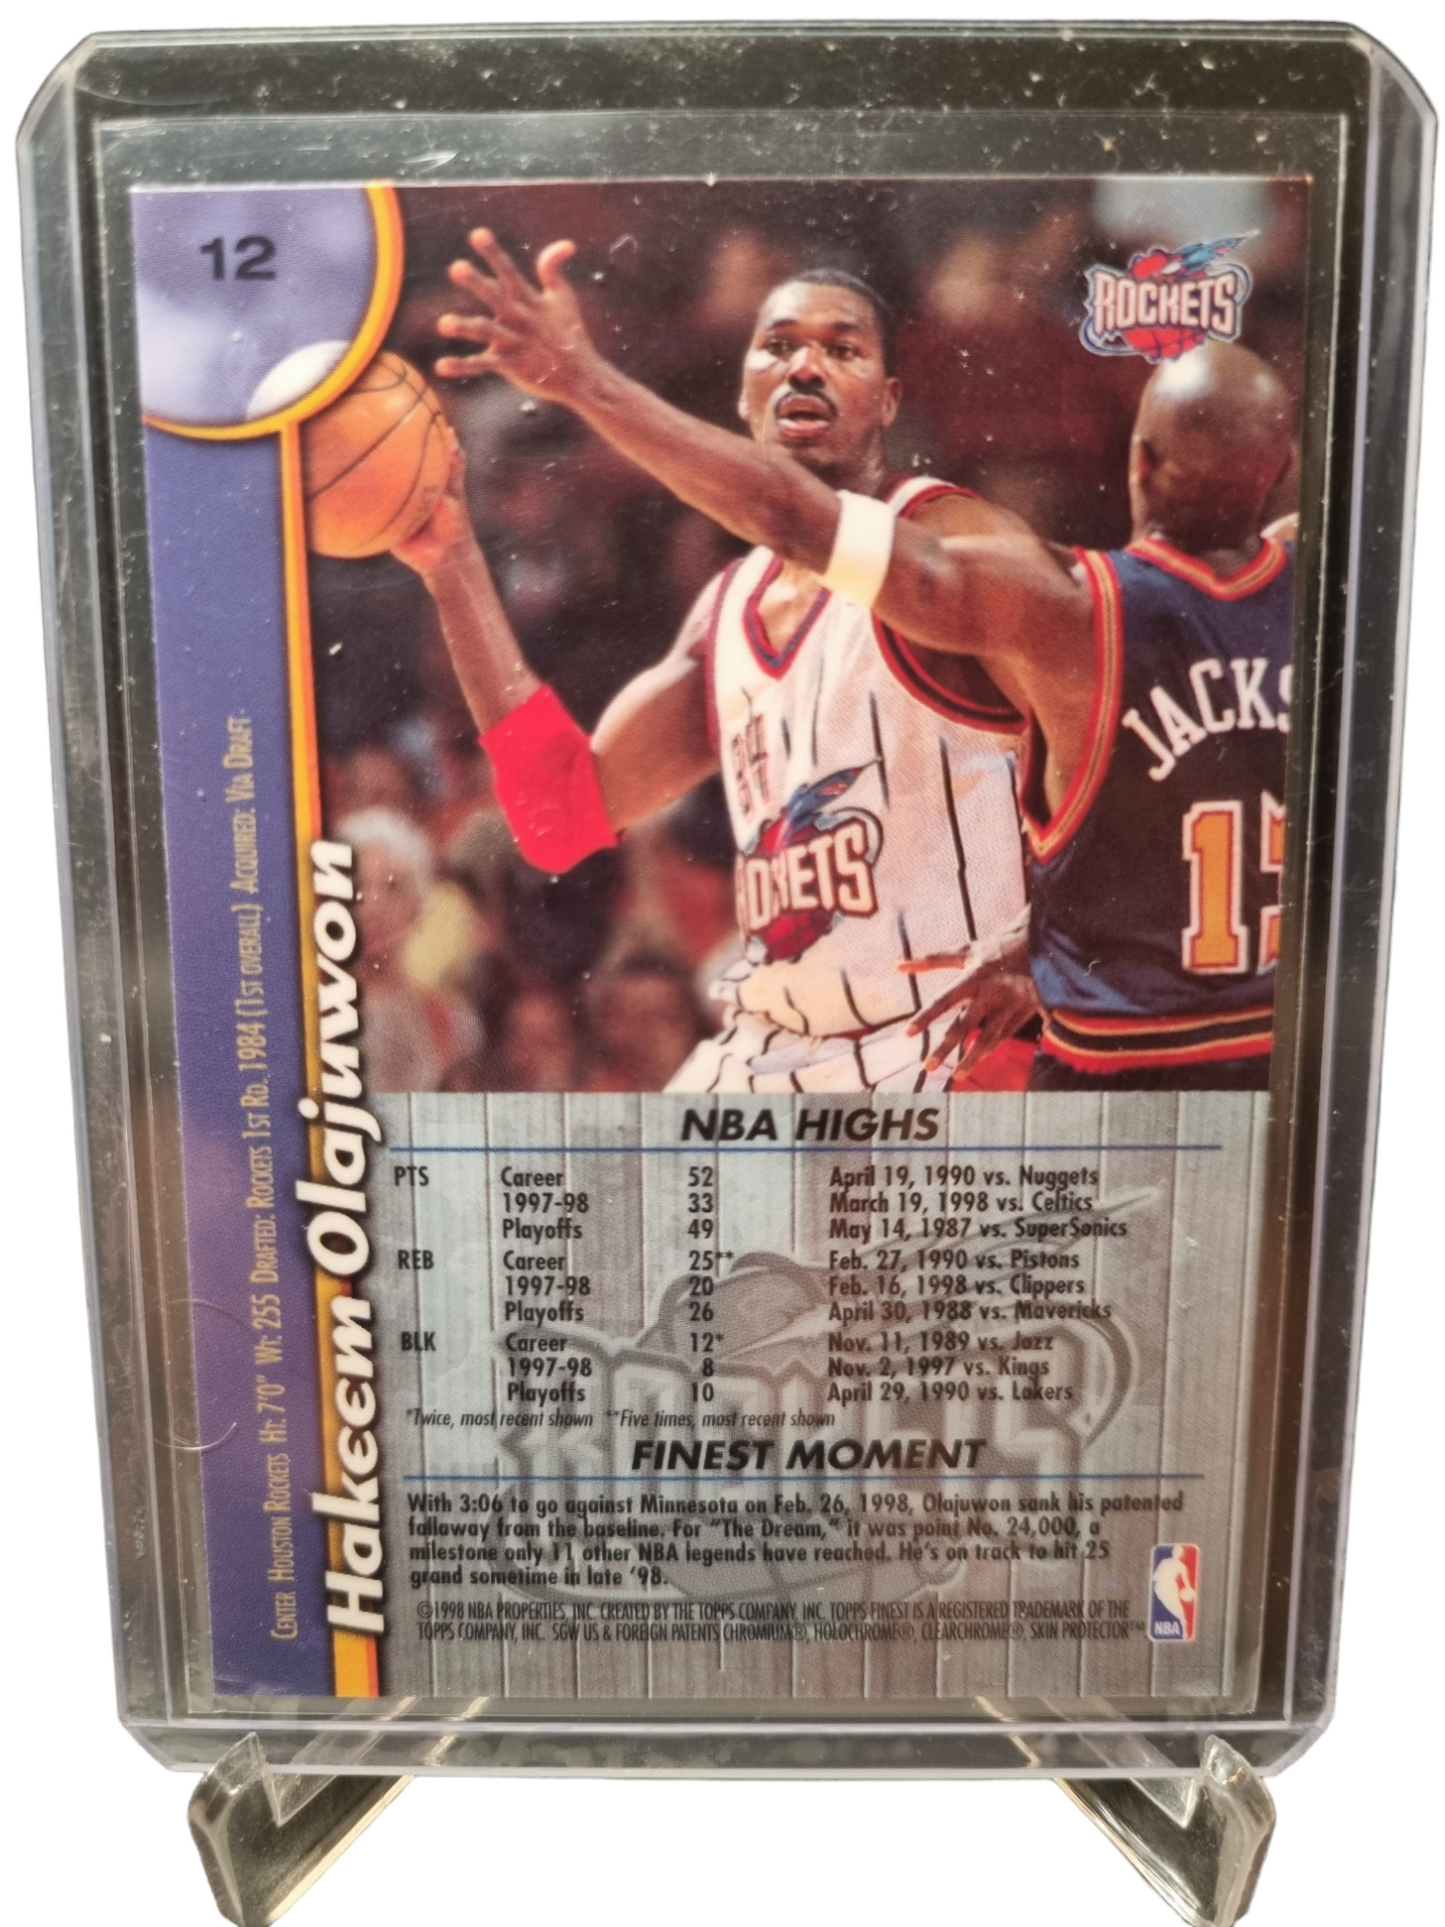 12
ROCKETS
JACKS
15
ROCKETS
CENTER HOUSTON ROCKETS HT: 7'0" WT: 255 DRAFTED: ROCKETS 1ST RD. 1984 (1ST OVERALL) ACQUIRED: VIA DRAFT
Hakeem Olajuwon
NBA HIGHS
PTS Career 52 April 19, 1990 vs. Nuggets
1997-98 33 March 19, 1998 vs. Celtics
Playoffs 49 May 14, 1987 vs. SuperSonics
REB Career 25** Feb. 27, 1990 vs. Pistons
1997-98 20 Feb. 16, 1998 vs. Clippers
Playoffs 26 April 30, 1988 vs. Mavericks
BLK Career 12* Nov. 11, 1989 vs. Jazz
1997-98 8 Nov. 2, 1997 vs. Kings
Playoffs 10 April 29, 1990 vs. Lakers
*Twice, most recent shown **Five times, most recent shown
FINEST MOMENT
With 3:06 to go against Minnesota on Feb. 26, 1998, Olajuwon sank his patented
fallaway from the baseline. For "The Dream," it was point No. 24,000, a
milestone only 11 other NBA legends have reached. He's on track to hit 25
grand sometime in late '98.
©1998 NBA PROPERTIES, INC. CREATED BY THE TOPPS COMPANY, INC. TOPPS FINEST IS A REGISTERED TRADEMARK OF THE
TOPPS COMPANY, INC. SGW US & FOREIGN PATENTS CHROMIUM®, HOLOCHROME®, CLEARCHROME®, SKIN PROTECTOR™
NBA